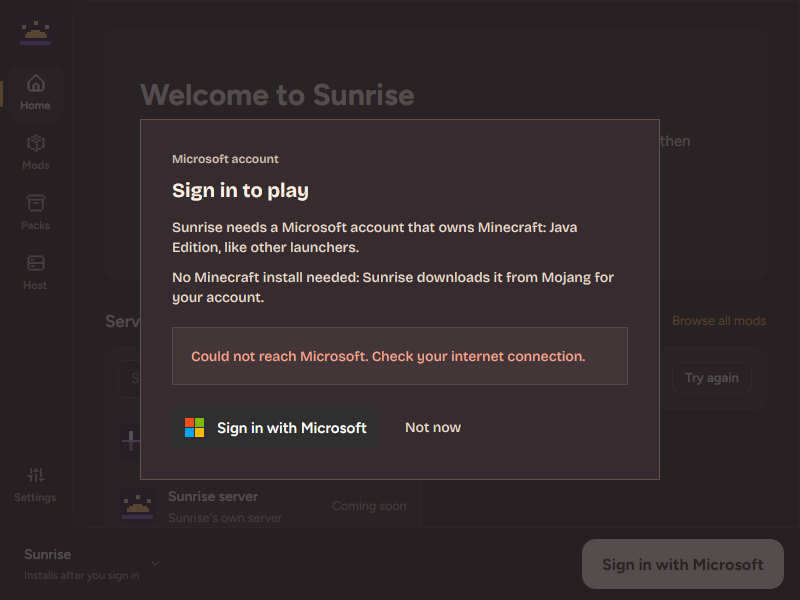 Home
Mods
Packs
Host
Settings
Welcome to Sunrise
then
Microsoft account
Sign in to play
Sunrise needs a Microsoft account that owns Minecraft: Java
Edition, like other launchers.
No Minecraft install needed: Sunrise downloads it from Mojang for
your account.
Could not reach Microsoft. Check your internet connection.
Sign in with Microsoft
Not now
Serv
Browse all mods
Try again
Sunrise server
Sunrise's own server
Coming soon
Sunrise
Installs after you sign in
Sign in with Microsoft